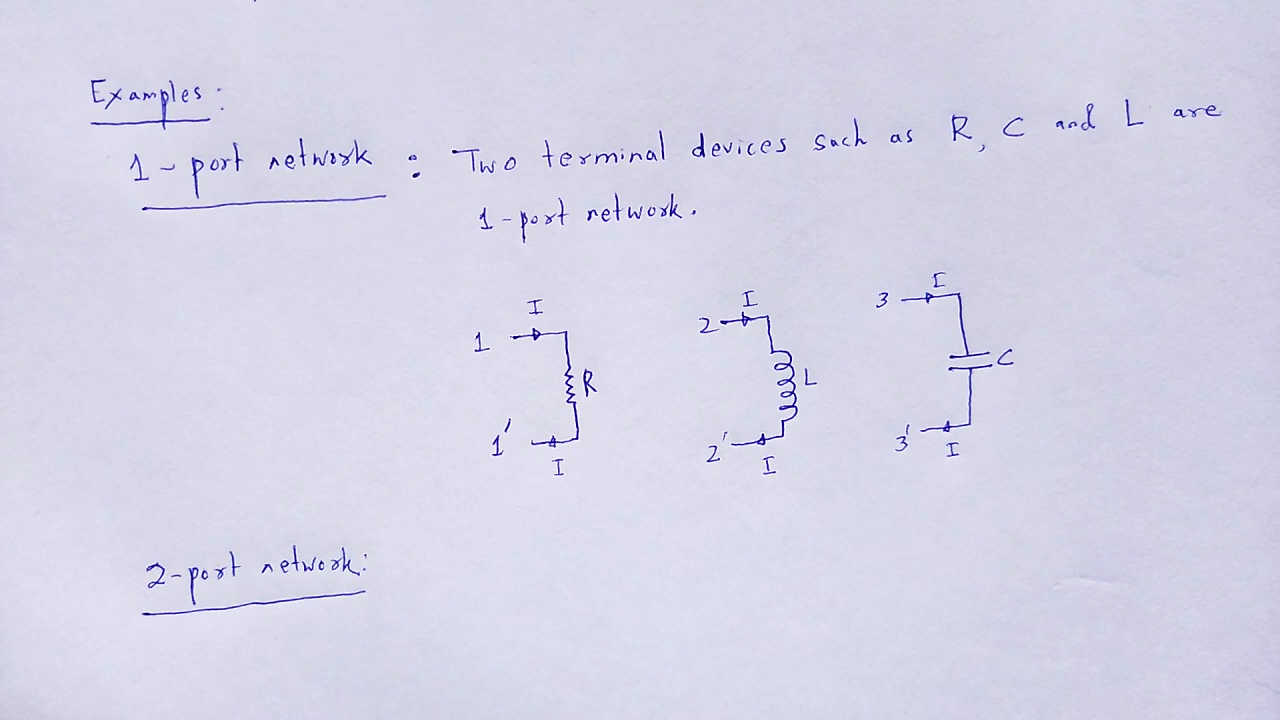 Examples:
1-port network : Two terminal devices such as R, C and L are
1-port network.
I
1
R
1'
I
I
2
L
2'
I
I
3
C
3'
I
2-port network: